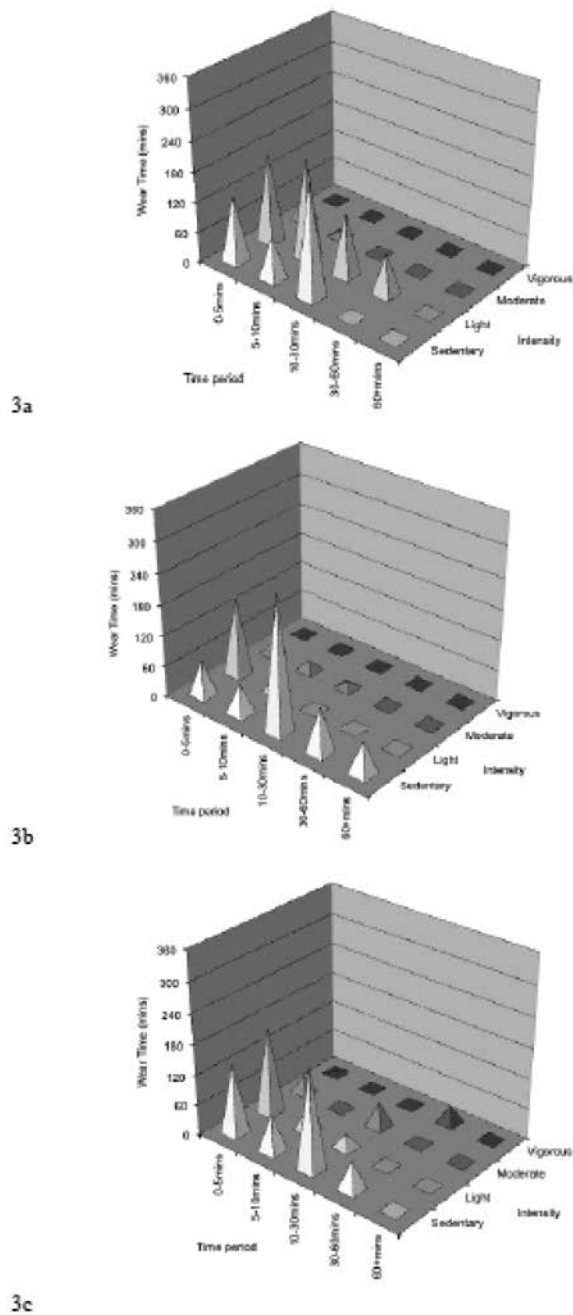 360
300
240
180
120
60
0
Wear Time (mins)
0-5mins
5-10mins
10-30mins
30-60mins
60+mins
Time period
Vigorous
Moderate
Light
Sedentary
Intensity
3a
360
300
240
180
120
60
0
Wear Time (mins)
0-5mins
5-10mins
10-30mins
30-60mins
60+mins
Time period
Vigorous
Moderate
Light
Sedentary
Intensity
3b
360
300
240
180
120
60
0
Wear Time (mins)
0-5mins
5-10mins
10-30mins
30-60mins
60+mins
Time period
Vigorous
Moderate
Light
Sedentary
Intensity
3c